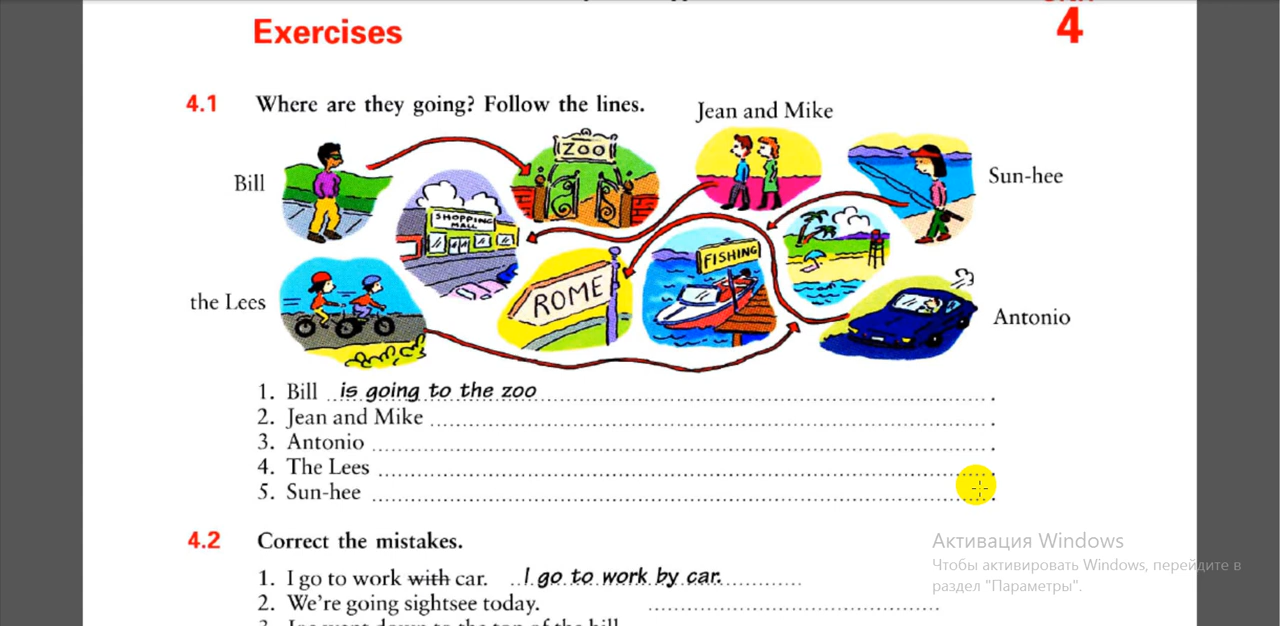 Exercises
4
4.1 Where are they going? Follow the lines.
Jean and Mike
ZOO
Bill
Sun-hee
SHOPPING
MALL
FISHING
the Lees
ROME
Antonio
1. Bill is going to the zoo.
2. Jean and Mike.
3. Antonio.
4. The Lees.
5. Sun-hee.
4.2 Correct the mistakes.
1. I go to work with car. I go to work by car.
2. We're going sightsee today.
Активация Windows
Чтобы активировать Windows, перейдите в
раздел "Параметры".